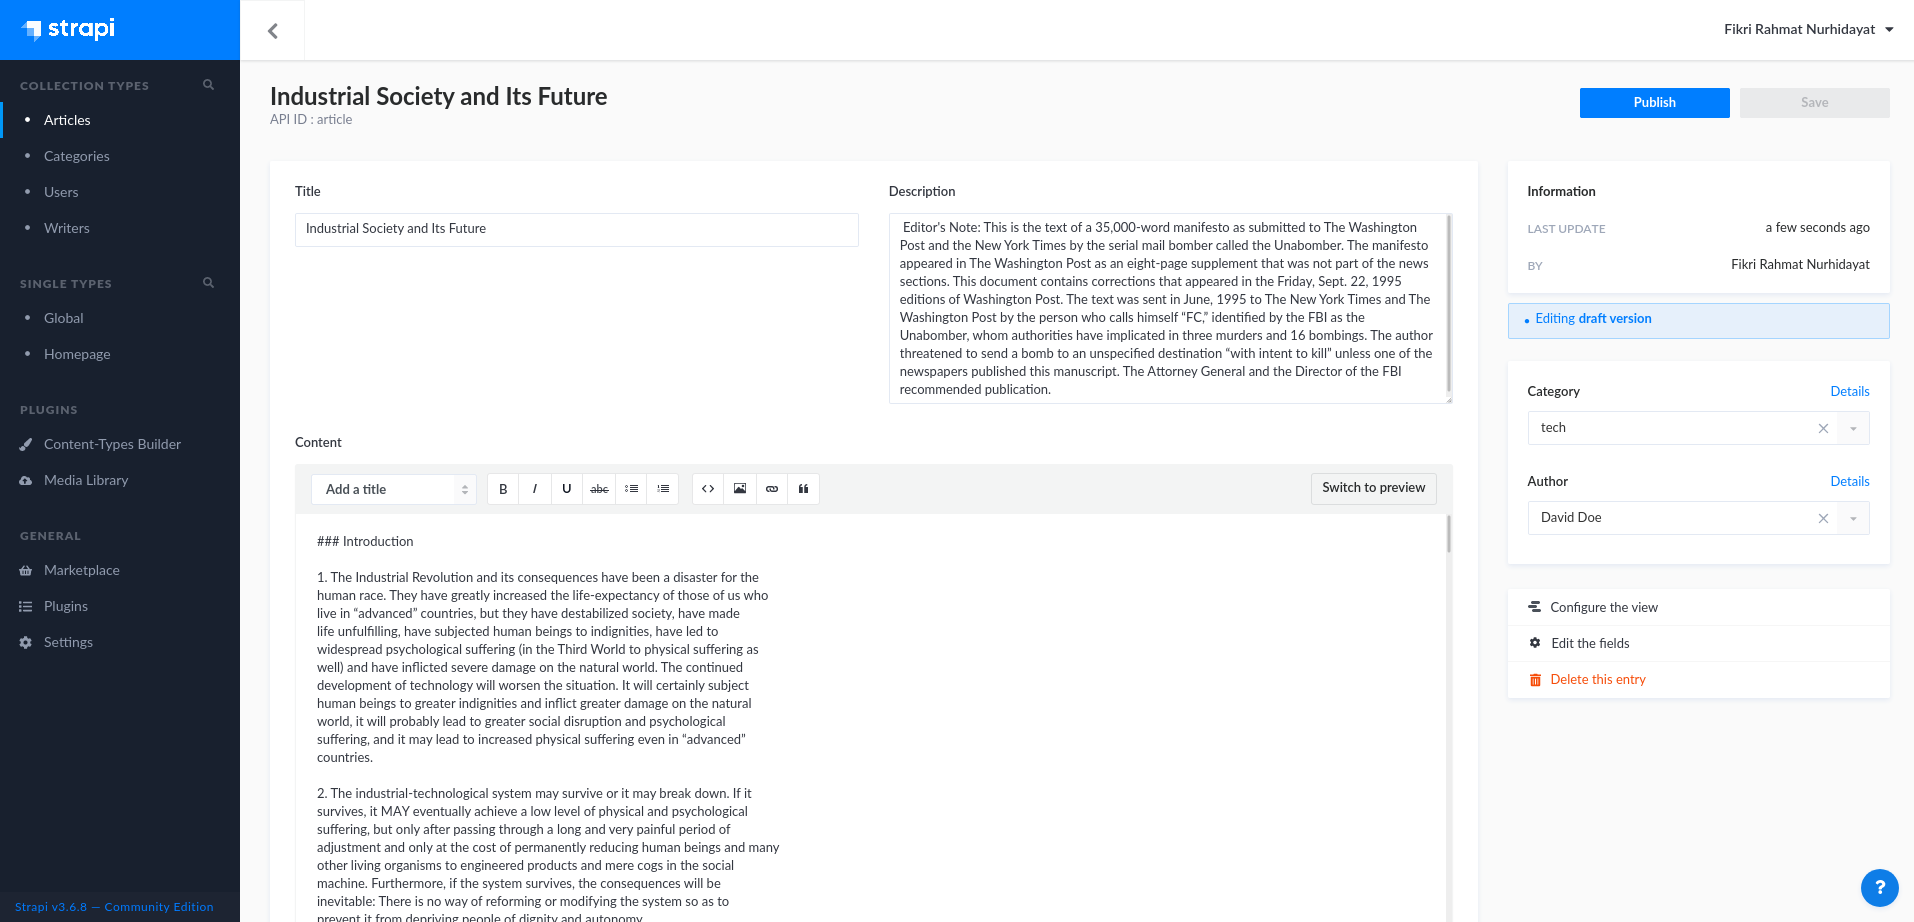 strapi
Fikri Rahmat Nurhidayat
COLLECTION TYPES
Articles
Categories
Users
Writers
SINGLE TYPES
Global
Homepage
PLUGINS
Content-Types Builder
Media Library
GENERAL
Marketplace
Plugins
Settings
Strapi v3.6.8 — Community Edition
Industrial Society and Its Future
API ID : article
Publish
Save
Title
Industrial Society and Its Future
Description
Editor's Note: This is the text of a 35,000-word manifesto as submitted to The Washington
Post and the New York Times by the serial mail bomber called the Unabomber. The manifesto
appeared in The Washington Post as an eight-page supplement that was not part of the news
sections. This document contains corrections that appeared in the Friday, Sept. 22, 1995
editions of Washington Post. The text was sent in June, 1995 to The New York Times and The
Washington Post by the person who calls himself “FC,” identified by the FBI as the
Unabomber, whom authorities have implicated in three murders and 16 bombings. The author
threatened to send a bomb to an unspecified destination “with intent to kill” unless one of the
newspapers published this manuscript. The Attorney General and the Director of the FBI
recommended publication.
Content
Add a title
B
I
U
abc
Switch to preview
### Introduction
1. The Industrial Revolution and its consequences have been a disaster for the
human race. They have greatly increased the life-expectancy of those of us who
live in “advanced” countries, but they have destabilized society, have made
life unfulfilling, have subjected human beings to indignities, have led to
widespread psychological suffering (in the Third World to physical suffering as
well) and have inflicted severe damage on the natural world. The continued
development of technology will worsen the situation. It will certainly subject
human beings to greater indignities and inflict greater damage on the natural
world, it will probably lead to greater social disruption and psychological
suffering, and it may lead to increased physical suffering even in “advanced”
countries.
2. The industrial-technological system may survive or it may break down. If it
survives, it MAY eventually achieve a low level of physical and psychological
suffering, but only after passing through a long and very painful period of
adjustment and only at the cost of permanently reducing human beings and many
other living organisms to engineered products and mere cogs in the social
machine. Furthermore, if the system survives, the consequences will be
inevitable: There is no way of reforming or modifying the system so as to
prevent it from depriving people of dignity and autonomy.
Information
LAST UPDATE
a few seconds ago
BY
Fikri Rahmat Nurhidayat
Editing draft version
Category
Details
tech
Author
Details
David Doe
Configure the view
Edit the fields
Delete this entry
?